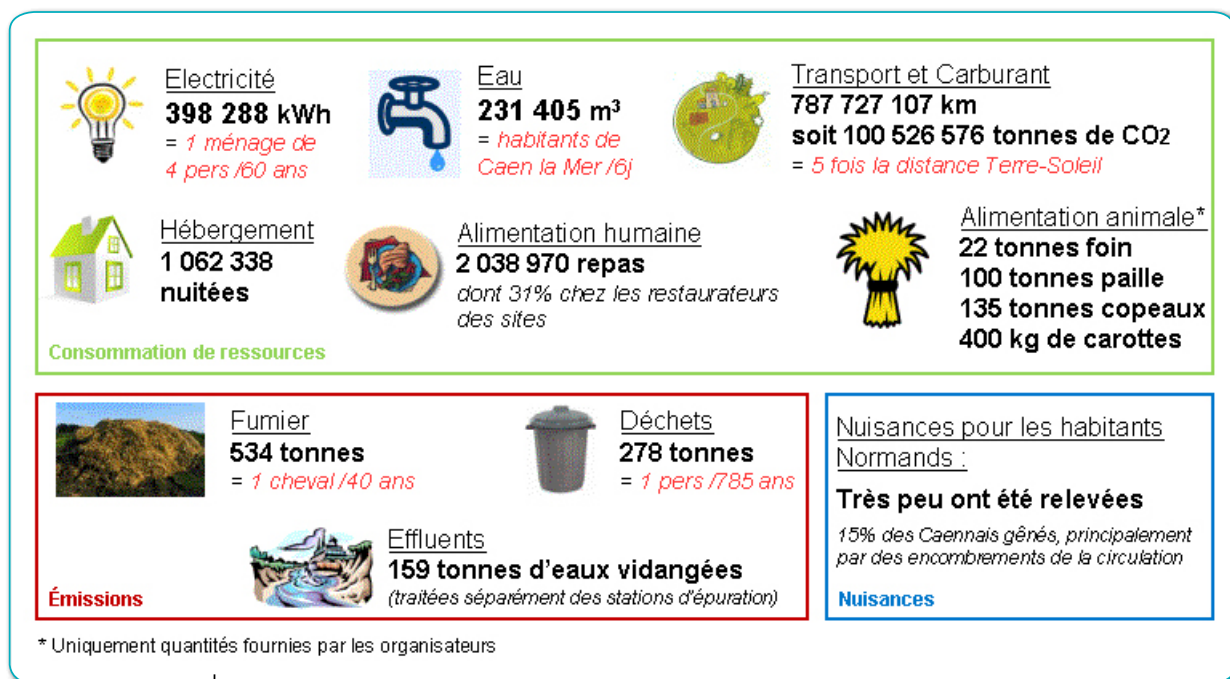 Electricité
398 288 kWh
= 1 ménage de
4 pers /60 ans
Eau
231 405 m³
= habitants de
Caen la Mer /6j
Transport et Carburant
787 727 107 km
soit 100 526 576 tonnes de CO2
= 5 fois la distance Terre-Soleil
Hébergement
1 062 338
nuitées
Alimentation humaine
2 038 970 repas
dont 31% chez les restaurateurs
des sites
Alimentation animale*
22 tonnes foin
100 tonnes paille
135 tonnes copeaux
400 kg de carottes
Consommation de ressources
Fumier
534 tonnes
= 1 cheval /40 ans
Déchets
278 tonnes
= 1 pers /785 ans
Effluents
159 tonnes d'eaux vidangées
(traitées séparément des stations d'épuration)
Émissions
Nuisances pour les habitants
Normands :
Très peu ont été relevées
15% des Caennais gênés, principalement
par des encombrements de la circulation
Nuisances
* Uniquement quantités fournies par les organisateurs